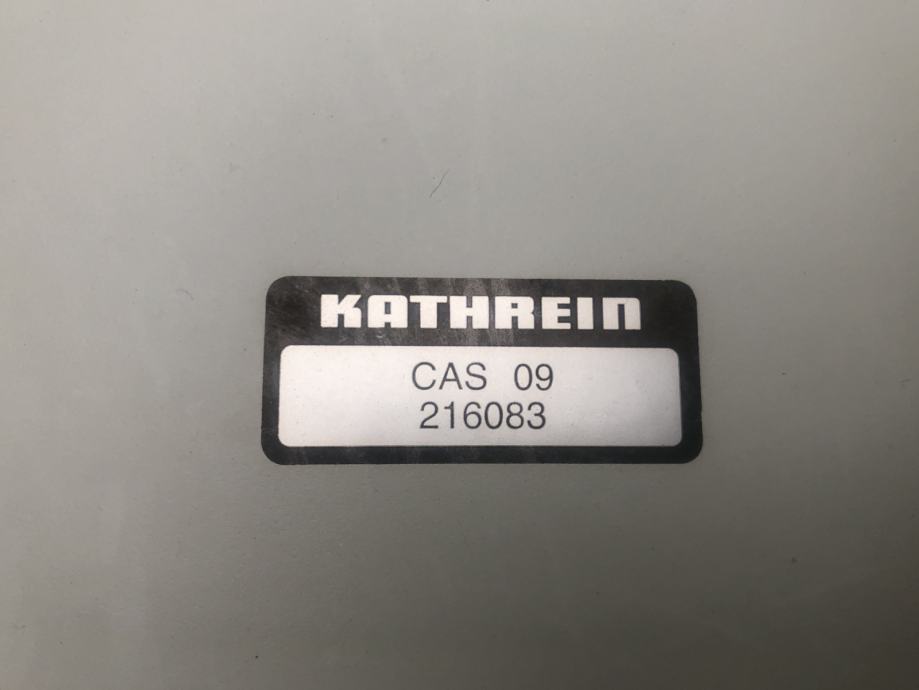 KATHREIN
CAS 09
216083